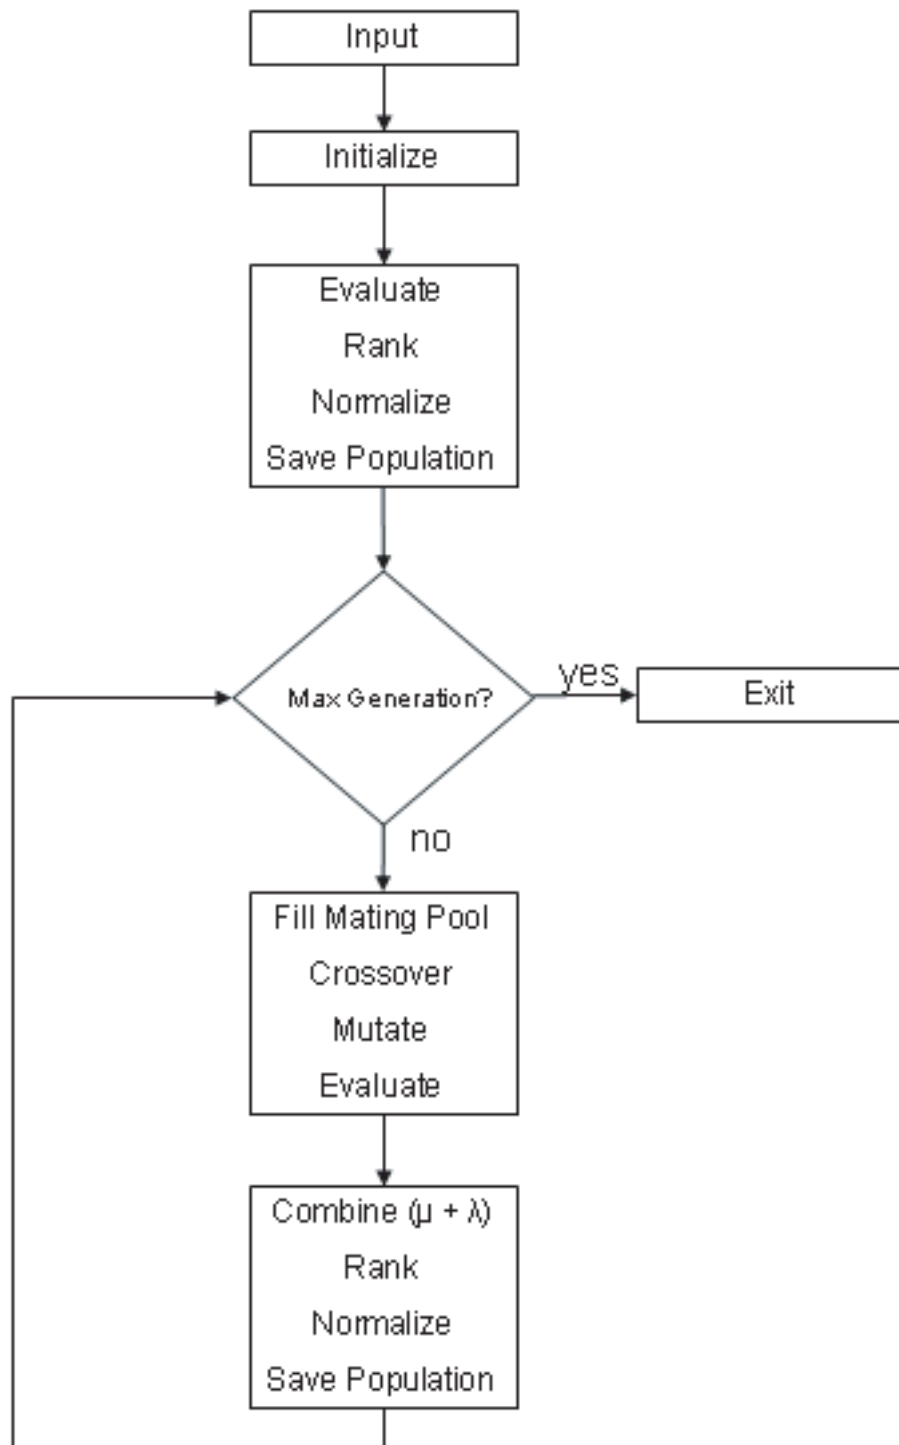 Input
Initialize
Evaluate
Rank
Normalize
Save Population
Max Generation?
yes
Exit
no
Fill Mating Pool
Crossover
Mutate
Evaluate
Combine (μ + λ)
Rank
Normalize
Save Population